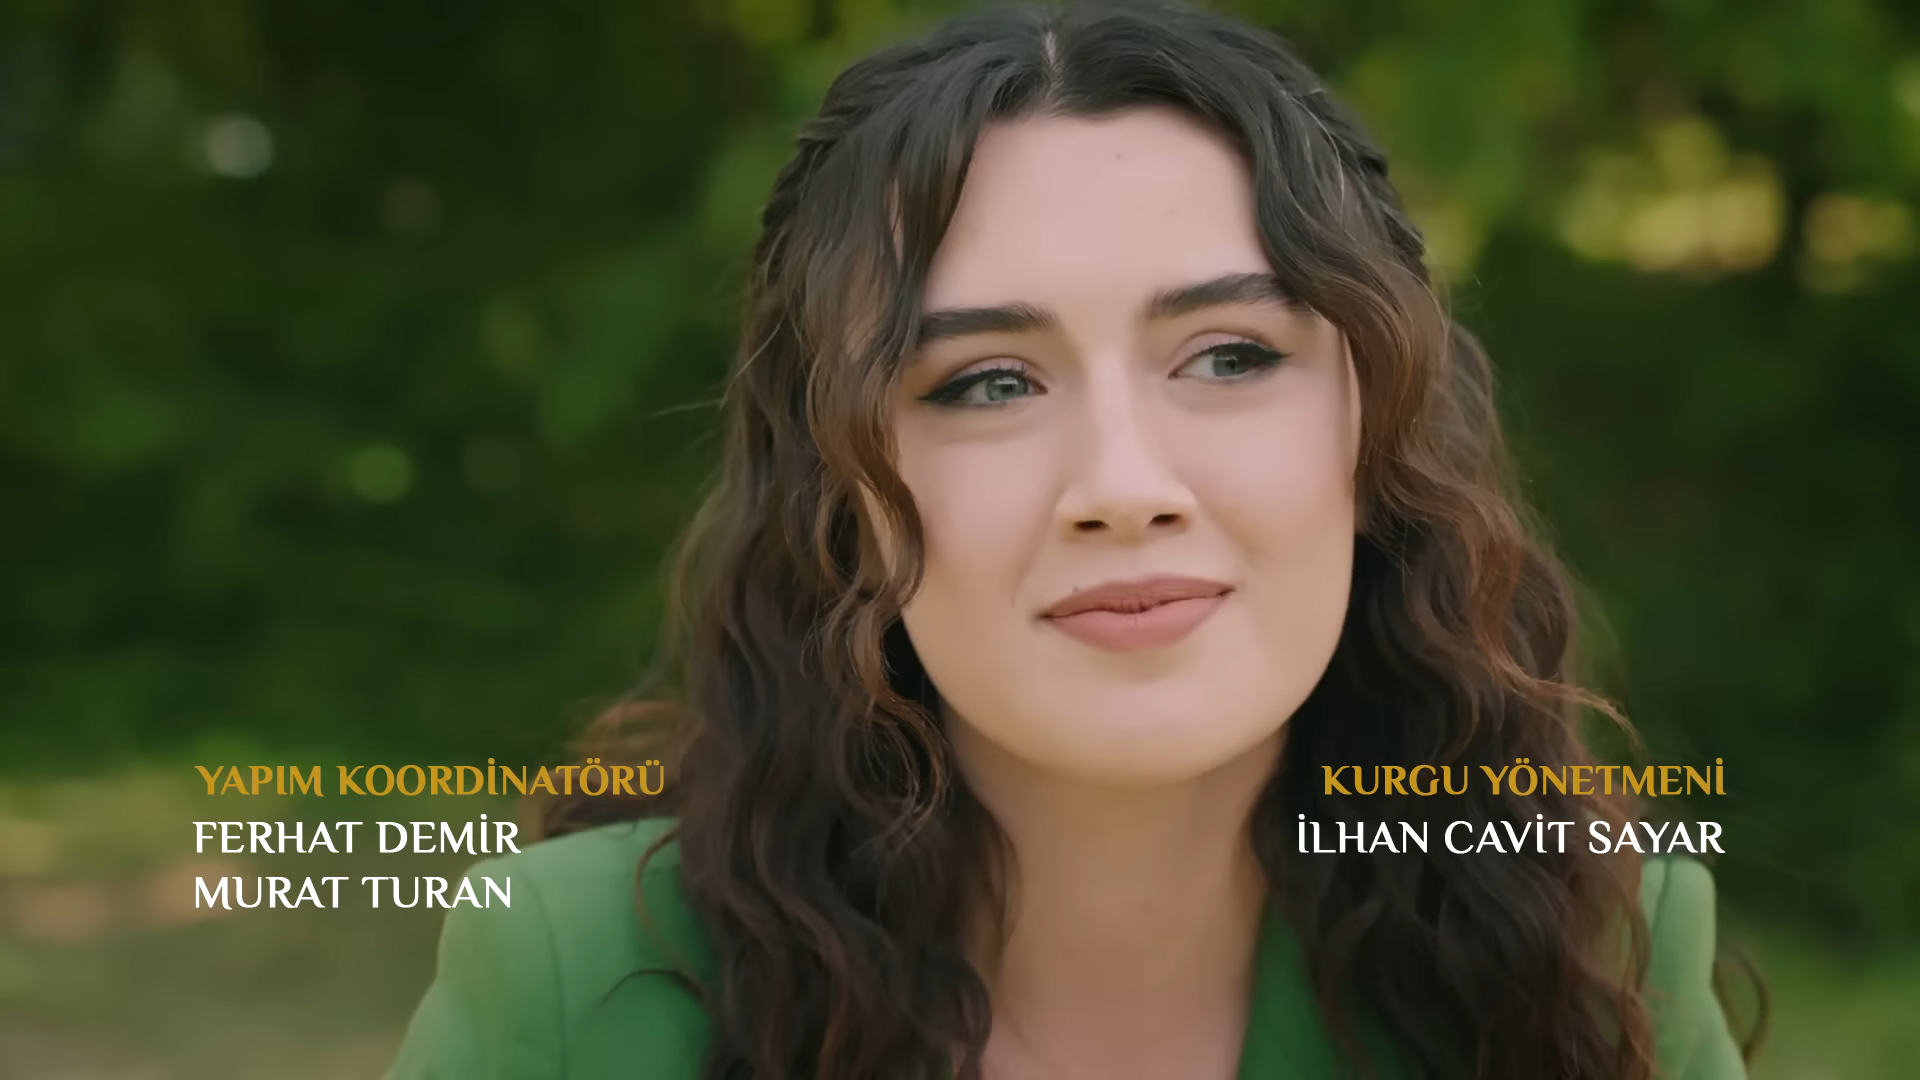 YAPIM KOORDİNATÖRÜ
FERHAT DEMİR
MURAT TURAN
KURGU YÖNETMENİ
İLHAN CAVİT SAYAR